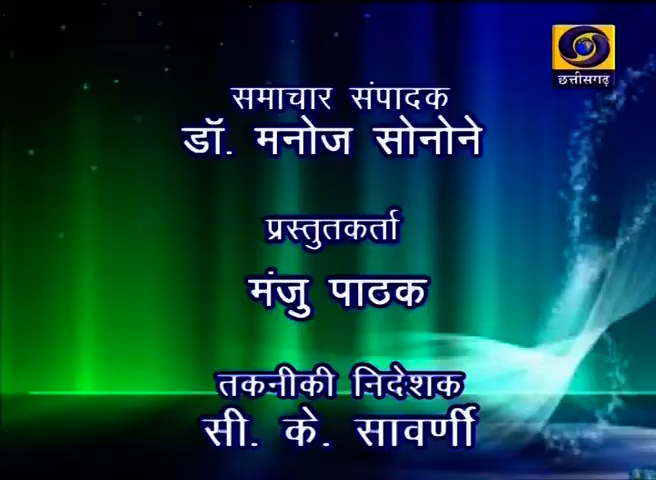 छत्तीसगढ़
समाचार संपादक
डॉ. मनोज सोनोने
प्रस्तुतकर्ता
मंजु पाठक
तकनीकी निदेशक
सी. के. सावर्णी